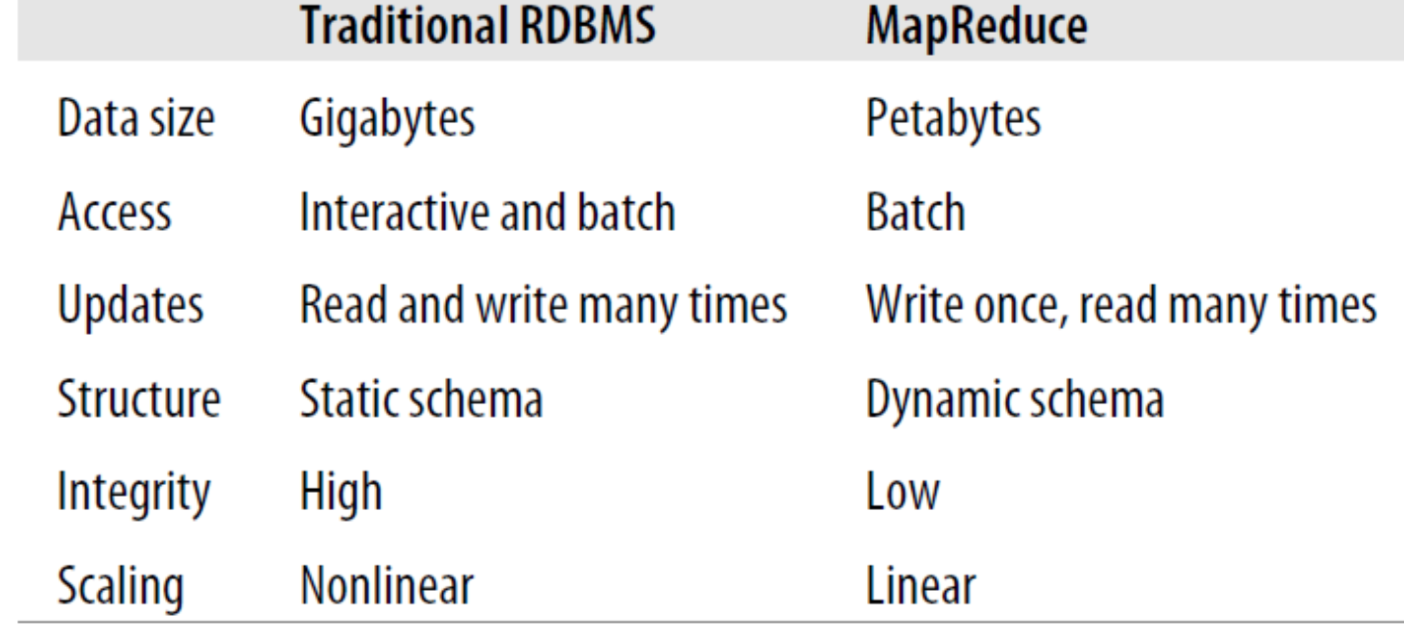 Traditional RDBMS MapReduce
Data size Gigabytes Petabytes
Access Interactive and batch Batch
Updates Read and write many times Write once, read many times
Structure Static schema Dynamic schema
Integrity High Low
Scaling Nonlinear Linear